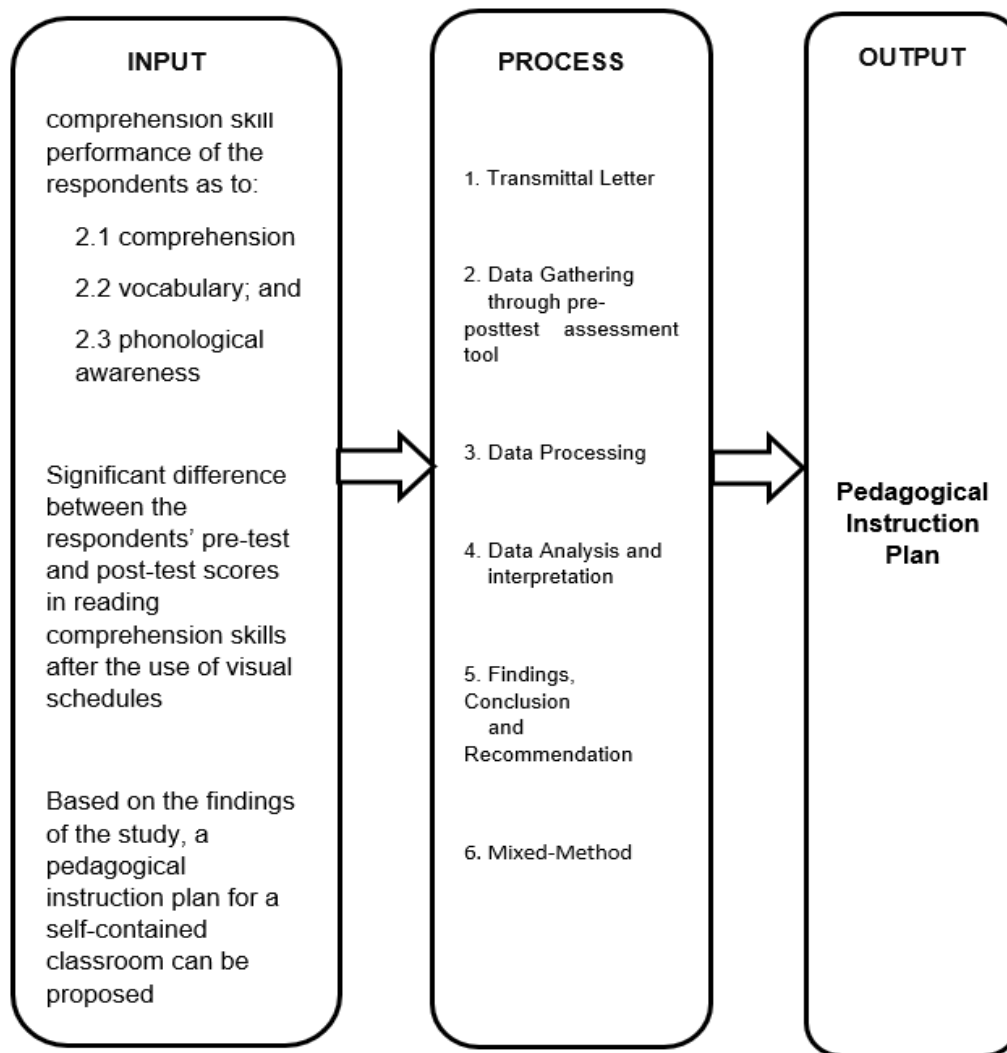 INPUT
comprehension skill
performance of the
respondents as to:
2.1 comprehension
2.2 vocabulary; and
2.3 phonological
awareness
Significant difference
between the
respondents’ pre-test
and post-test scores
in reading
comprehension skills
after the use of visual
schedules
Based on the findings
of the study, a
pedagogical
instruction plan for a
self-contained
classroom can be
proposed
PROCESS
1. Transmittal Letter
2. Data Gathering
through pre-
posttest assessment
tool
3. Data Processing
4. Data Analysis and
interpretation
5. Findings,
Conclusion
and
Recommendation
6. Mixed-Method
OUTPUT
Pedagogical
Instruction
Plan